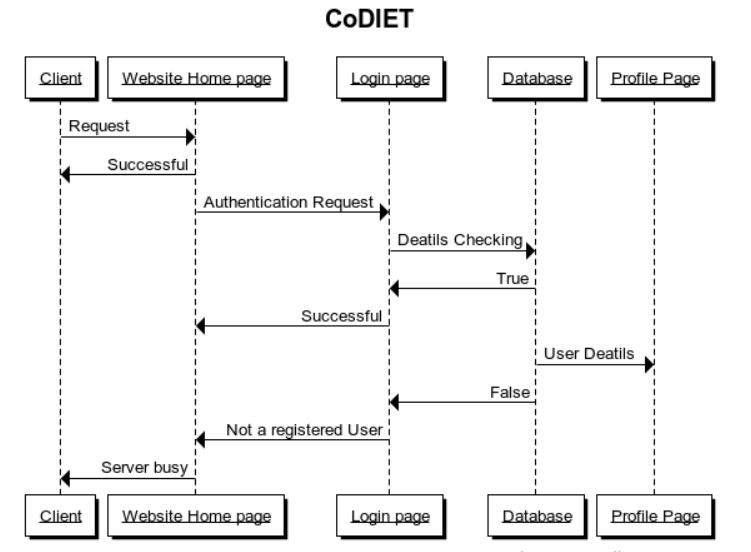 CoDIET
Client Website Home page Login page Database Profile Page
Request
Successful
Authentication Request
Deatils Checking
True
Successful
User Deatils
False
Not a registered User
Server busy
Client Website Home page Login page Database Profile Page